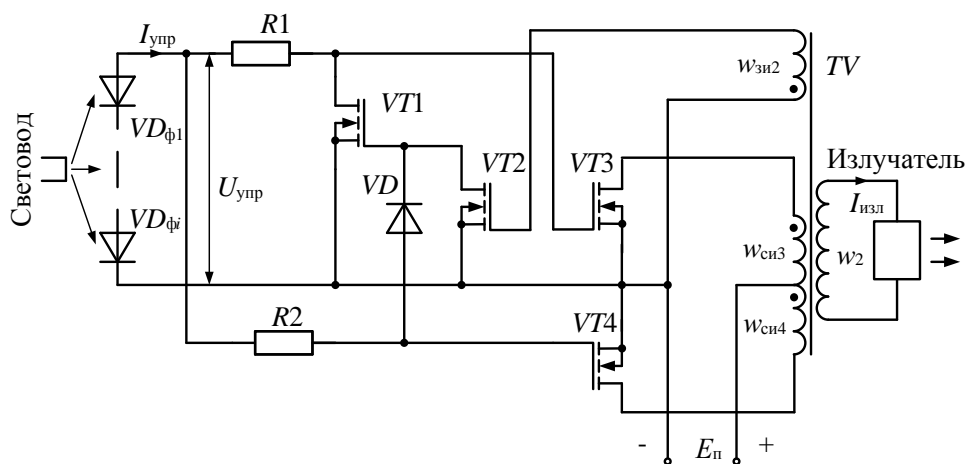 Iупр
R1
wзи2
TV
VT1
VDф1
VT2
VT3
Излучатель
Световод
VD
Uупр
Iизл
VDфi
wси3
w2
R2
VT4
wси4
- Eп +